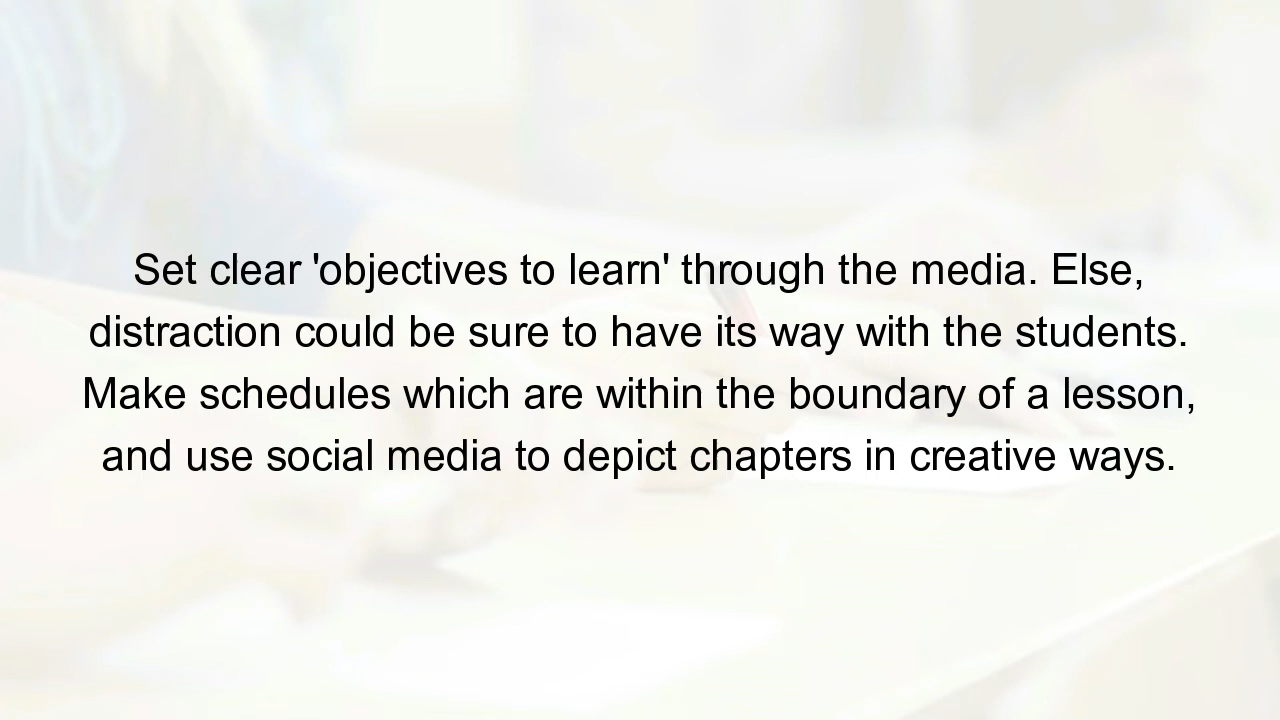 Set clear 'objectives to learn' through the media. Else,
distraction could be sure to have its way with the students.
Make schedules which are within the boundary of a lesson,
and use social media to depict chapters in creative ways.